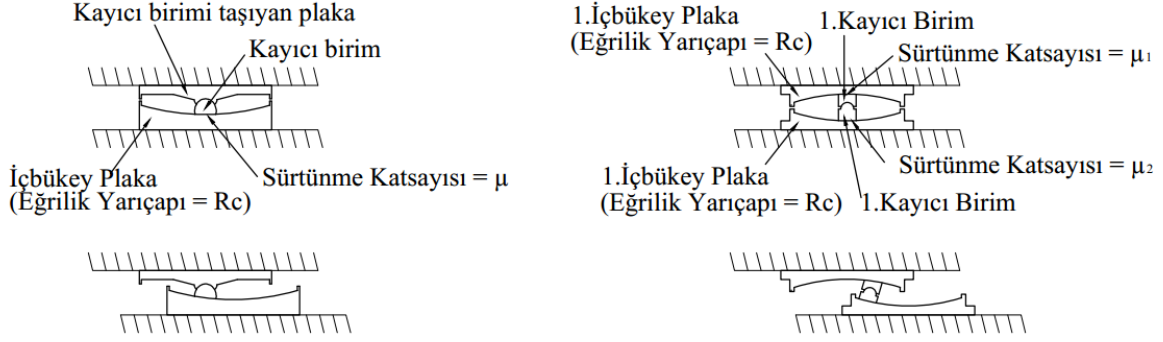 Kayıcı birimi taşıyan plaka
Kayıcı birim
İçbükey Plaka
(Eğrilik Yarıçapı = Rc)
Sürtünme Katsayısı = μ
1.İçbükey Plaka
(Eğrilik Yarıçapı = Rc)
1.Kayıcı Birim
Sürtünme Katsayısı = μ1
1.İçbükey Plaka
(Eğrilik Yarıçapı = Rc)
Sürtünme Katsayısı = μ2
1.Kayıcı Birim